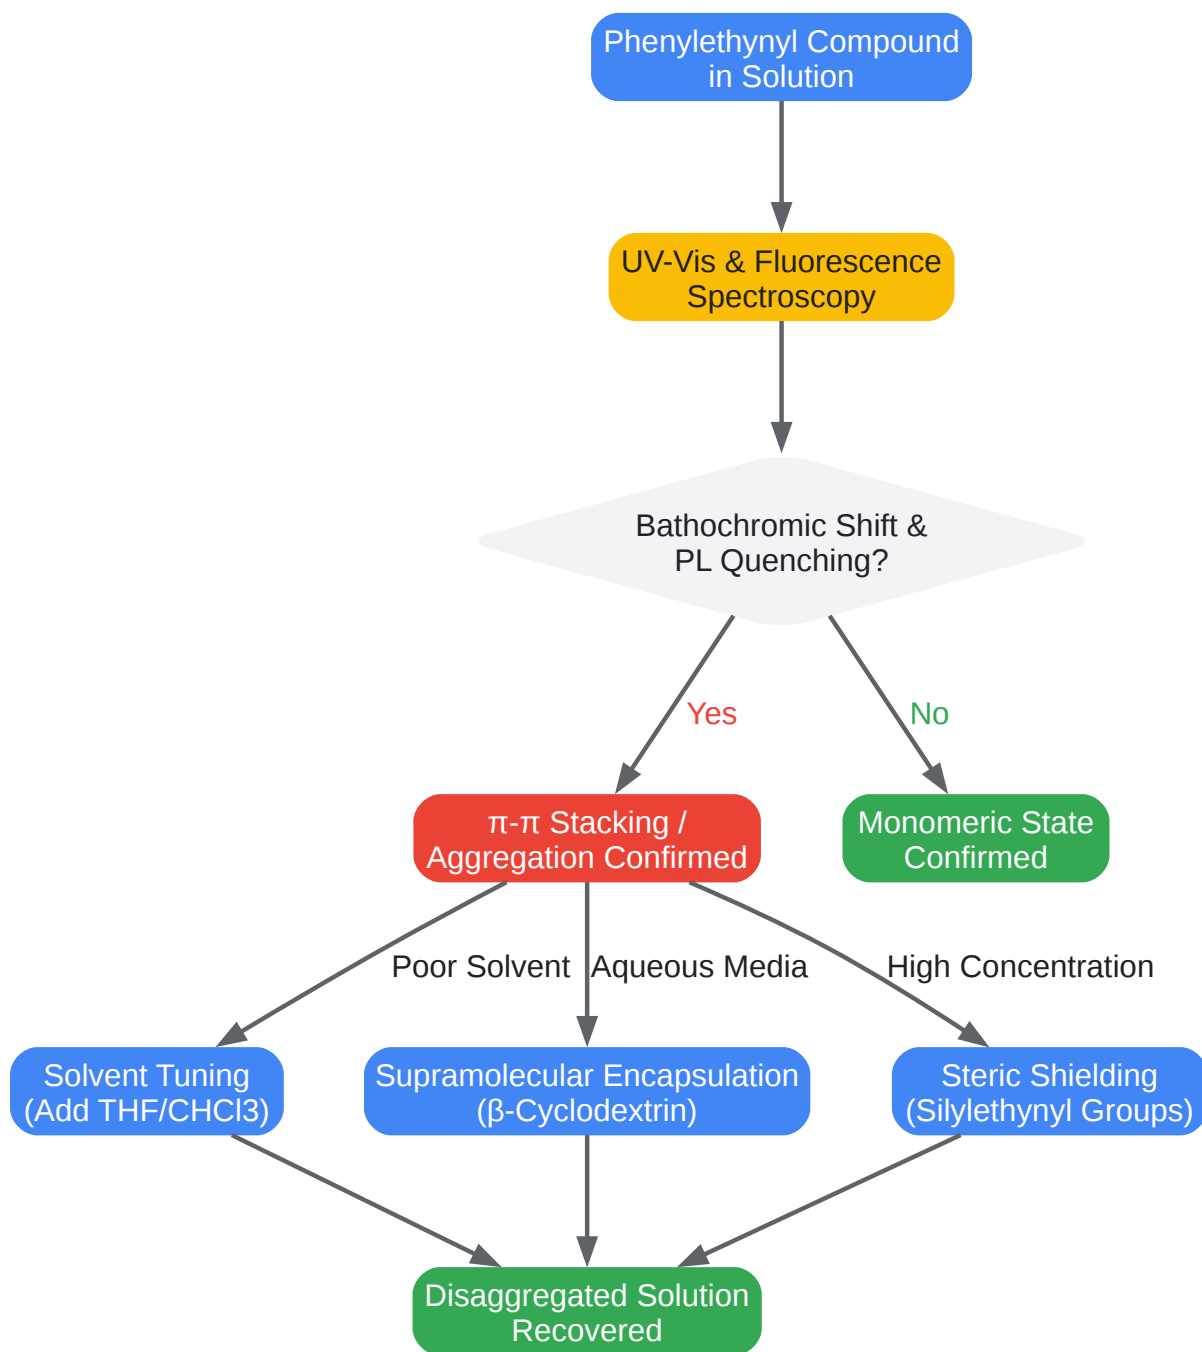 Phenylethynyl Compound
in Solution
UV-Vis & Fluorescence
Spectroscopy
Bathochromic Shift &
PL Quenching?
Yes
No
π-π Stacking /
Aggregation Confirmed
Monomeric State
Confirmed
Poor Solvent
Aqueous Media
High Concentration
Solvent Tuning
(Add THF/CHCl3)
Supramolecular Encapsulation
(β-Cyclodextrin)
Steric Shielding
(Silylethynyl Groups)
Disaggregated Solution
Recovered